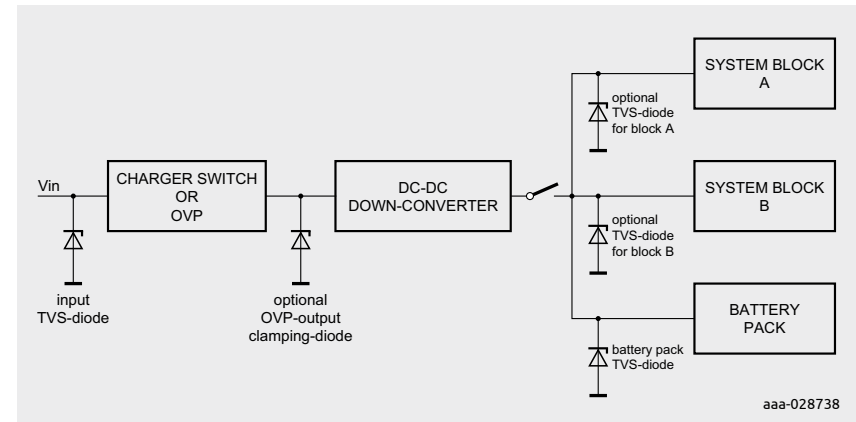 SYSTEM BLOCK
A
optional
TVS-diode
for block A
Vin
CHARGER SWITCH
OR
OVP
DC-DC
DOWN-CONVERTER
SYSTEM BLOCK
B
optional
TVS-diode
for block B
input
TVS-diode
optional
OVP-output
clamping-diode
BATTERY
PACK
battery pack
TVS-diode
aaa-028738